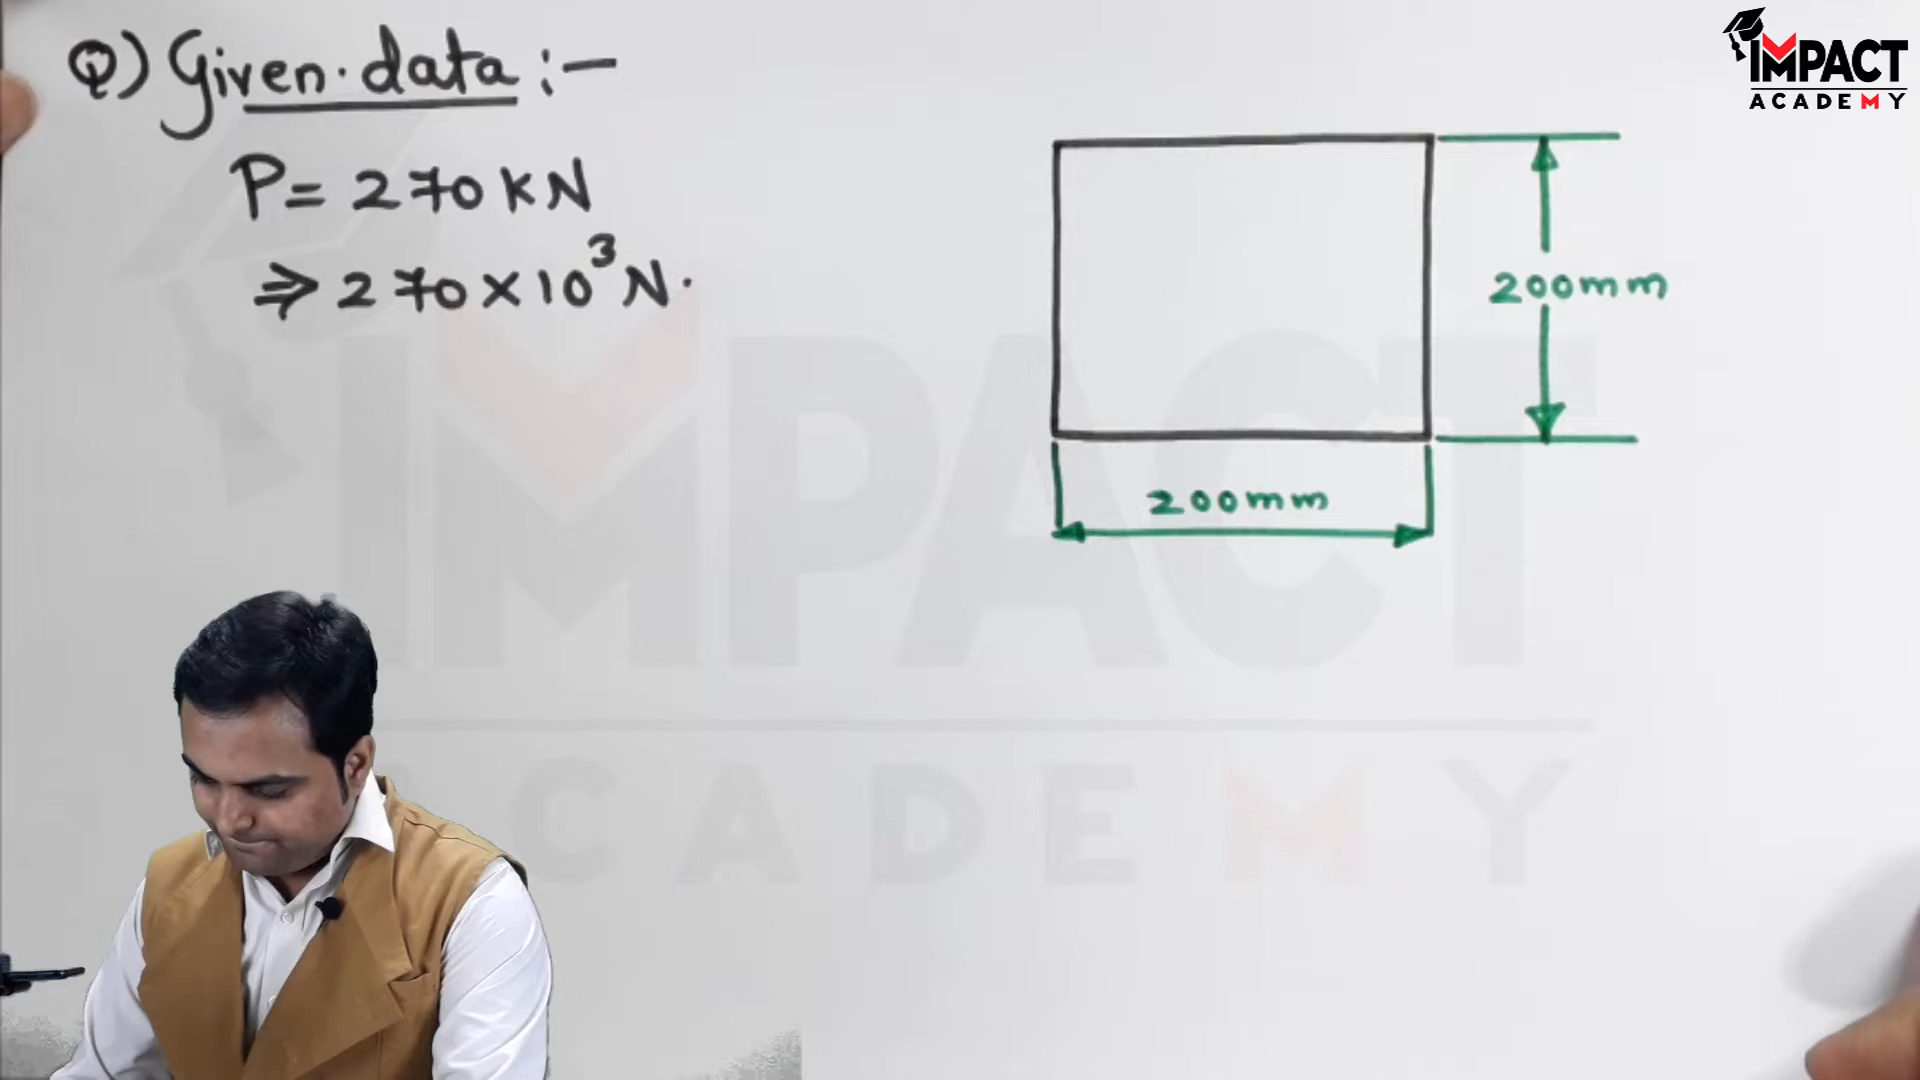 Q) Given data :-
P = 270 kN
⇒ 270 × 10³ N.
200mm
200mm
IMPACT
ACADEMY
IMPACT
ACADEMY